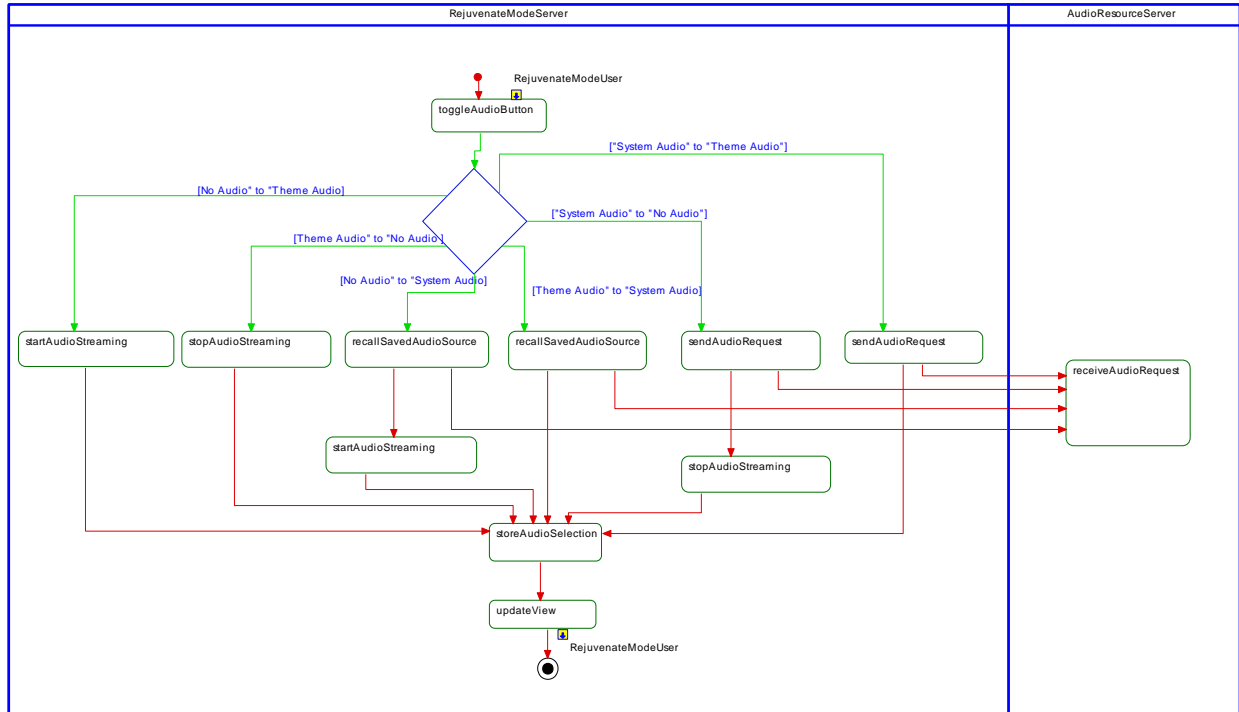 RejuvenateModeServer
AudioResourceServer
RejuvenateModeUser
toggleAudioButton
["System Audio" to "Theme Audio"]
[No Audio" to "Theme Audio]
["System Audio" to "No Audio"]
[Theme Audio" to "No Audio ]
[No Audio" to "System Audio]
[Theme Audio" to "System Audio]
startAudioStreaming
stopAudioStreaming
recallSavedAudioSource
recallSavedAudioSource
sendAudioRequest
sendAudioRequest
receiveAudioRequest
startAudioStreaming
stopAudioStreaming
storeAudioSelection
updateView
RejuvenateModeUser